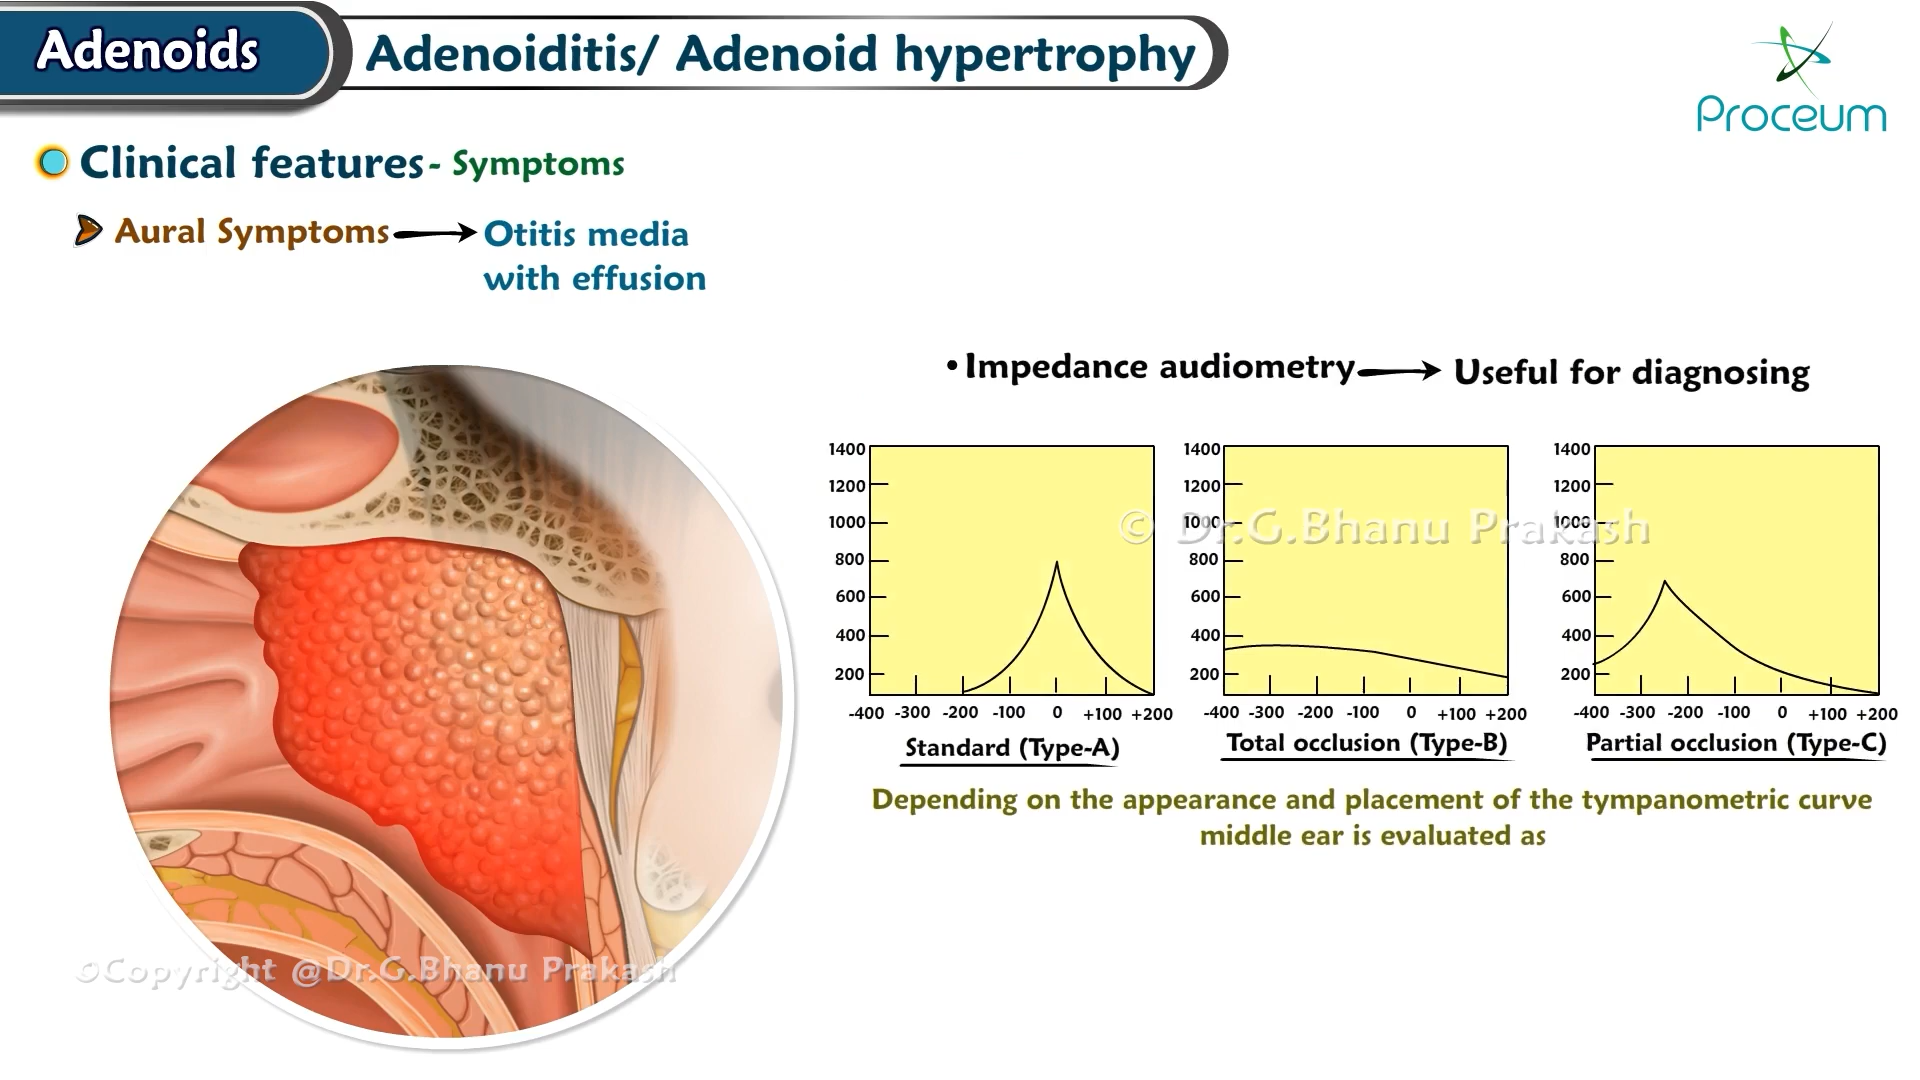 Adenoids
Adenoiditis/ Adenoid hypertrophy
Proceum
Clinical features- Symptoms
Aural Symptoms
Otitis media
with effusion
• Impedance audiometry
Useful for diagnosing
1400
1200
1000
800
600
400
200
-400 -300 -200 -100 0 +100 +200
Standard (Type-A)
1400
1200
1000
800
600
400
200
-400 -300 -200 -100 0 +100 +200
Total occlusion (Type-B)
1400
1200
1000
800
600
400
200
-400 -300 -200 -100 0 +100 +200
Partial occlusion (Type-C)
© Dr.G.Bhanu Prakash
Depending on the appearance and placement of the tympanometric curve
middle ear is evaluated as
©Copyright @Dr.G.Bhanu Prakash